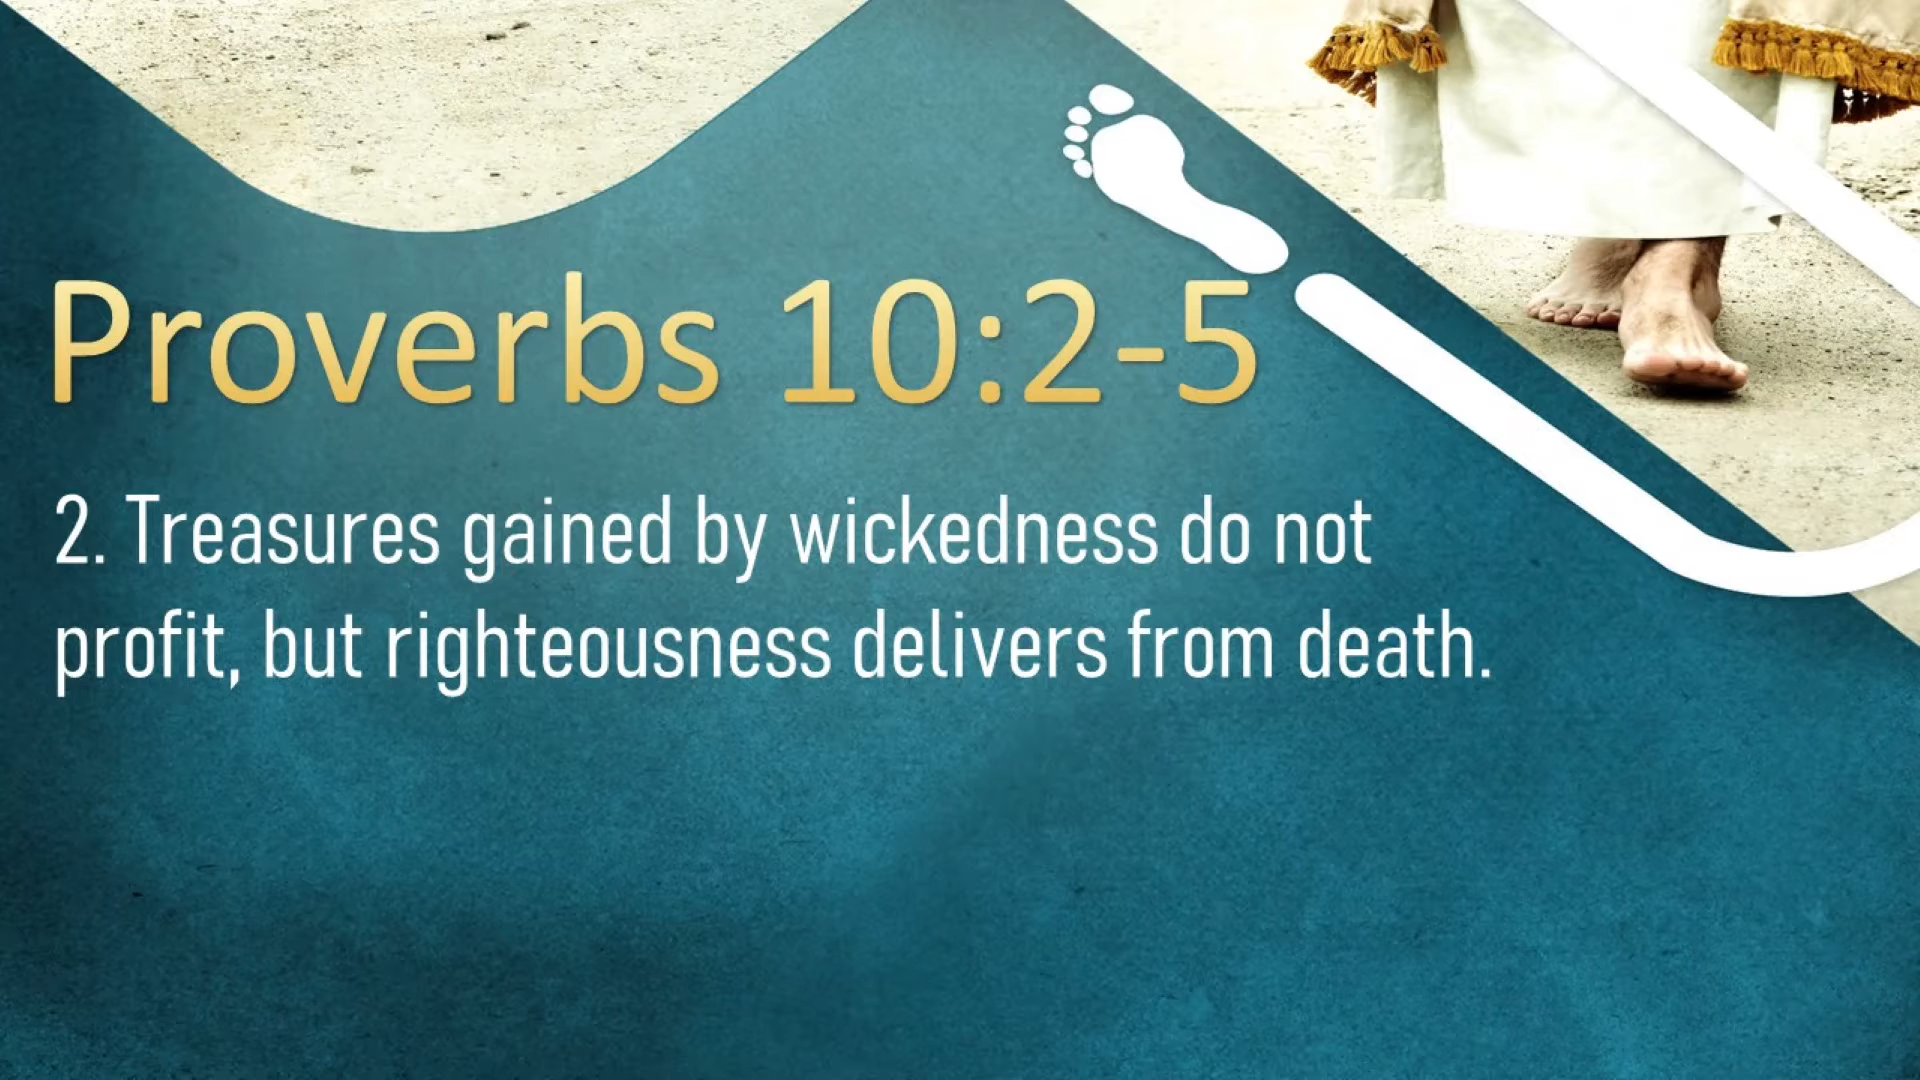 Proverbs 10:2-5
2. Treasures gained by wickedness do not
profit, but righteousness delivers from death.